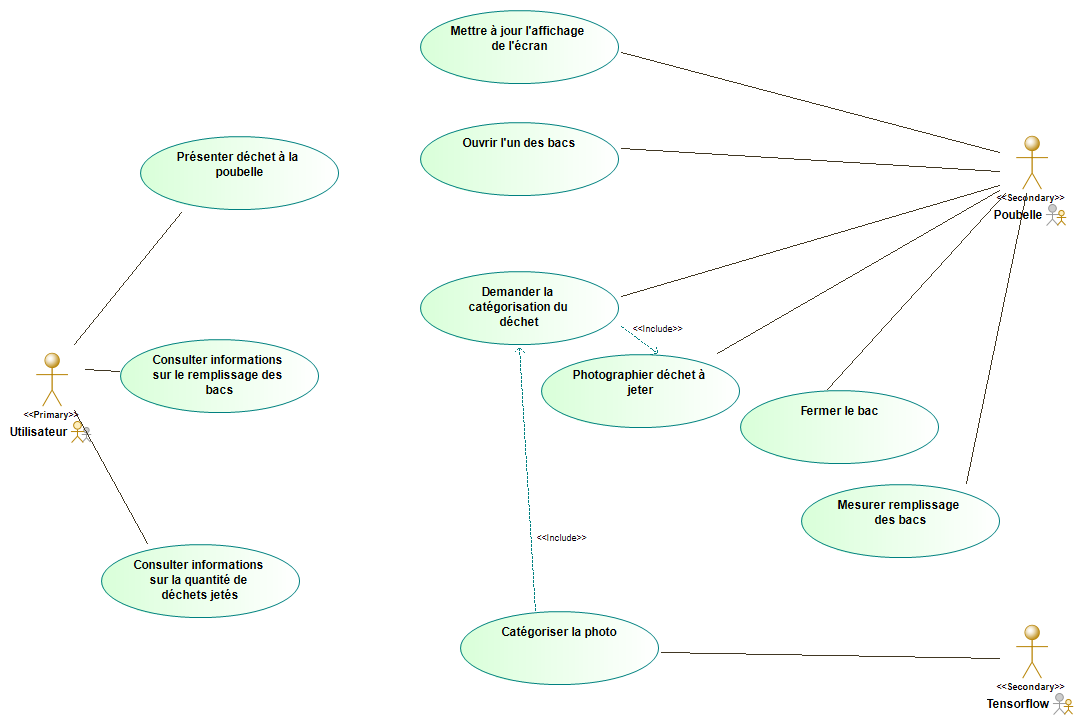 Mettre à jour l'affichage
de l'écran
Ouvrir l'un des bacs
Présenter déchet à la
poubelle
<<Secondary>>
Poubelle
Demander la
catégorisation du
déchet
<<Include>>
Consulter informations
sur le remplissage des
bacs
Photographier déchet à
jeter
<<Primary>>
Utilisateur
Fermer le bac
Mesurer remplissage
des bacs
<<Include>>
Consulter informations
sur la quantité de
déchets jetés
Catégoriser la photo
<<Secondary>>
Tensorflow